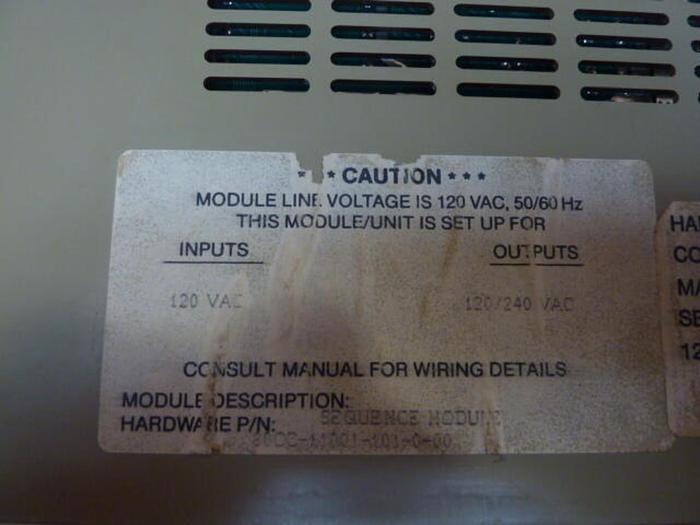 * * CAUTION * * *
MODULE LINE VOLTAGE IS 120 VAC, 50/60 Hz
THIS MODULE/UNIT IS SET UP FOR
INPUTS OUTPUTS
120 VAC 120/240 VAC
CONSULT MANUAL FOR WIRING DETAILS
MODULE DESCRIPTION:
SEQUENCE MODULE
HARDWARE P/N:
HA
CO
MA
SE
12